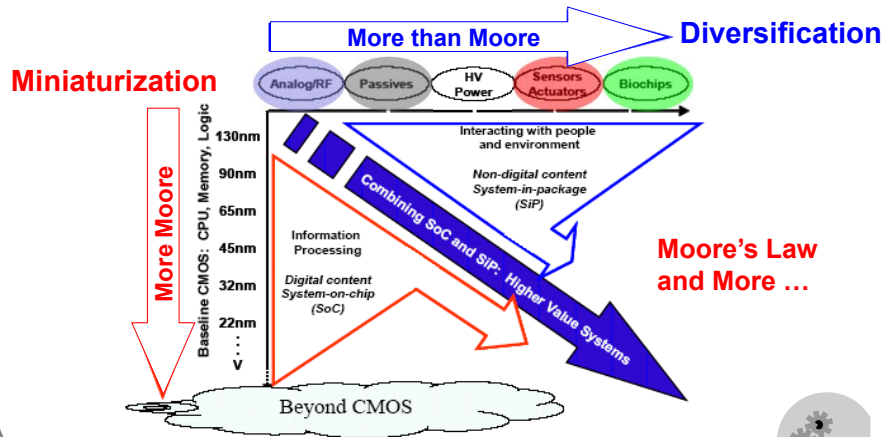 More than Moore
Diversification
Miniaturization
Analog/RF
Passives
HV
Power
Sensors
Actuators
Biochips
More Moore
Baseline CMOS: CPU, Memory, Logic
130nm
90nm
65nm
45nm
32nm
22nm
.
.
.
V
Interacting with people
and environment
Non-digital content
System-in-package
(SiP)
Combining SoC and SiP: Higher Value Systems
Information
Processing
Digital content
System-on-chip
(SoC)
Moore's Law
and More …
Beyond CMOS